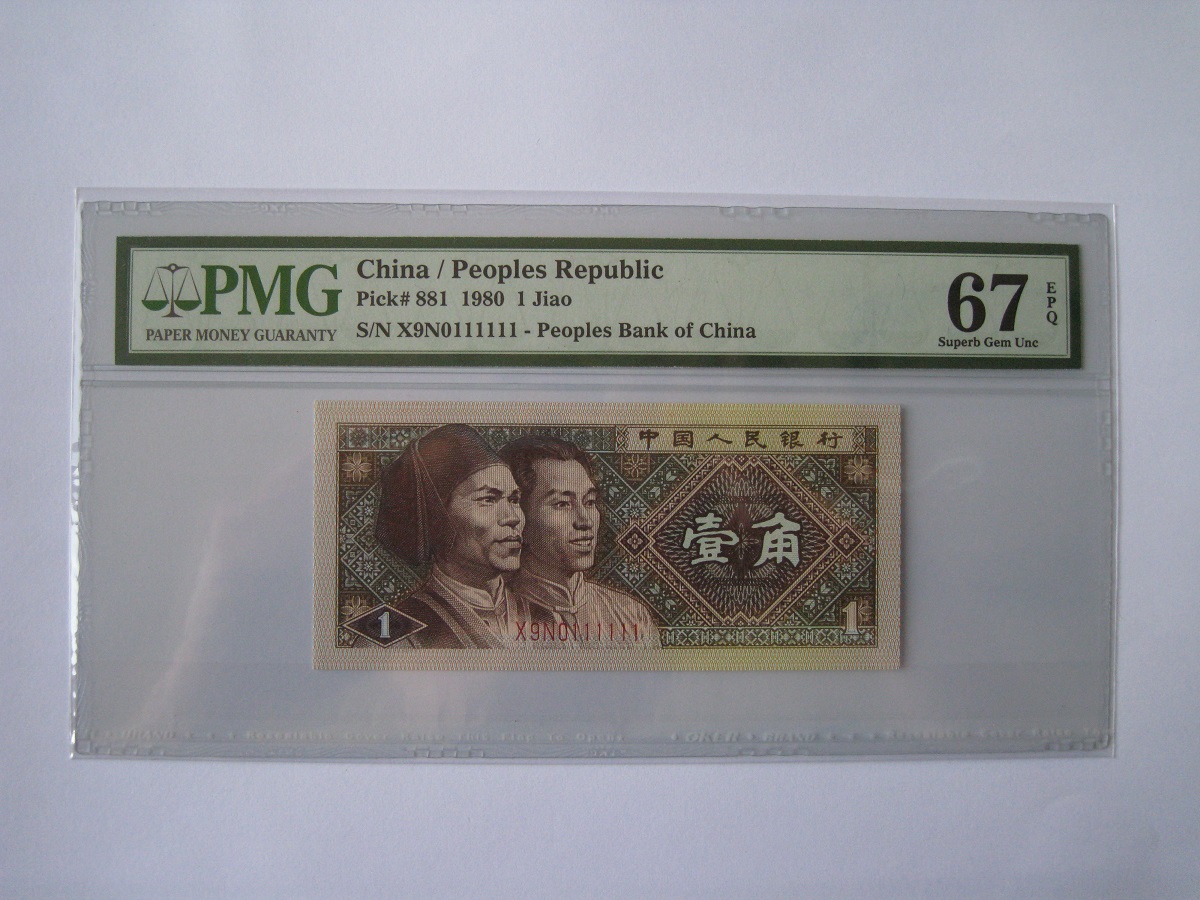 PMG
PAPER MONEY GUARANTY
China / Peoples Republic
Pick# 881 1980 1 Jiao
S/N X9N0111111 - Peoples Bank of China
67
EPQ
Superb Gem Unc
中国人民银行
壹角
1
X9N0111111
1